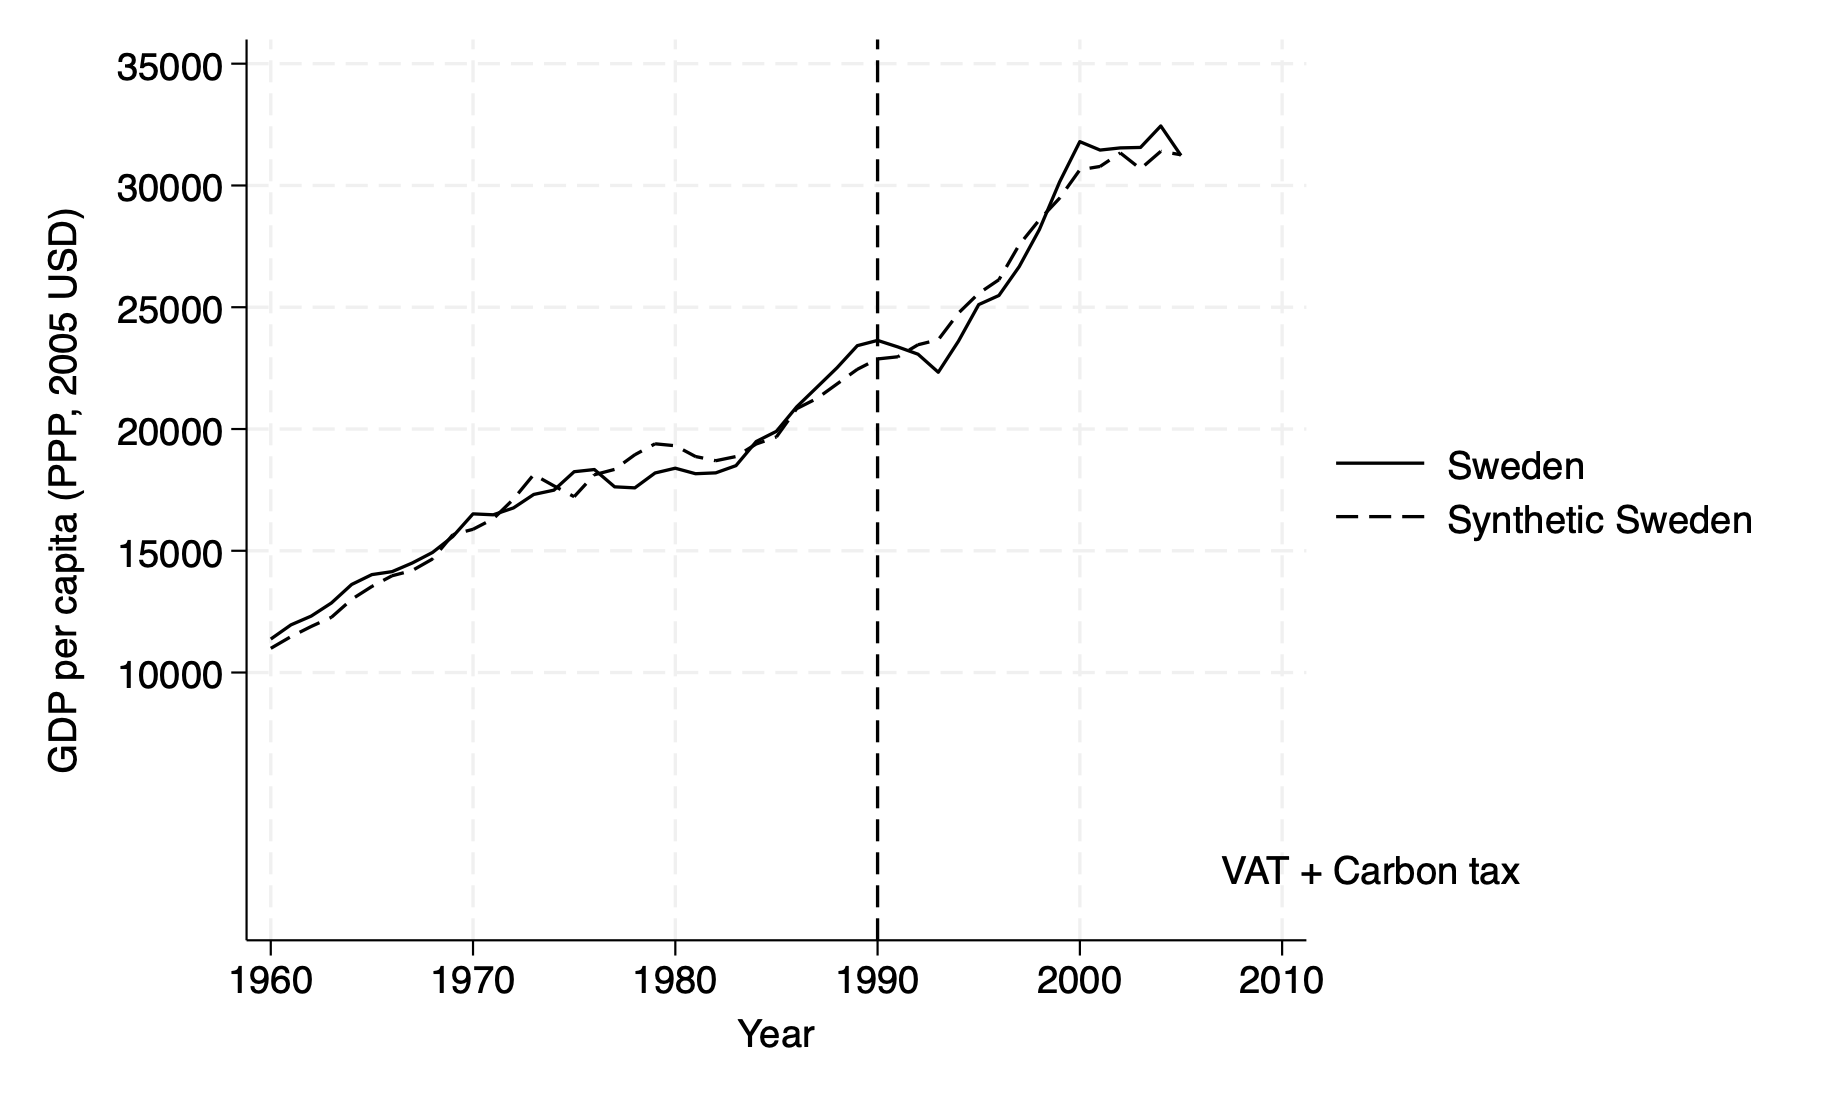 35000
30000
25000
20000
15000
10000
GDP per capita (PPP, 2005 USD)
Sweden
Synthetic Sweden
VAT + Carbon tax
1960 1970 1980 1990 2000 2010
Year